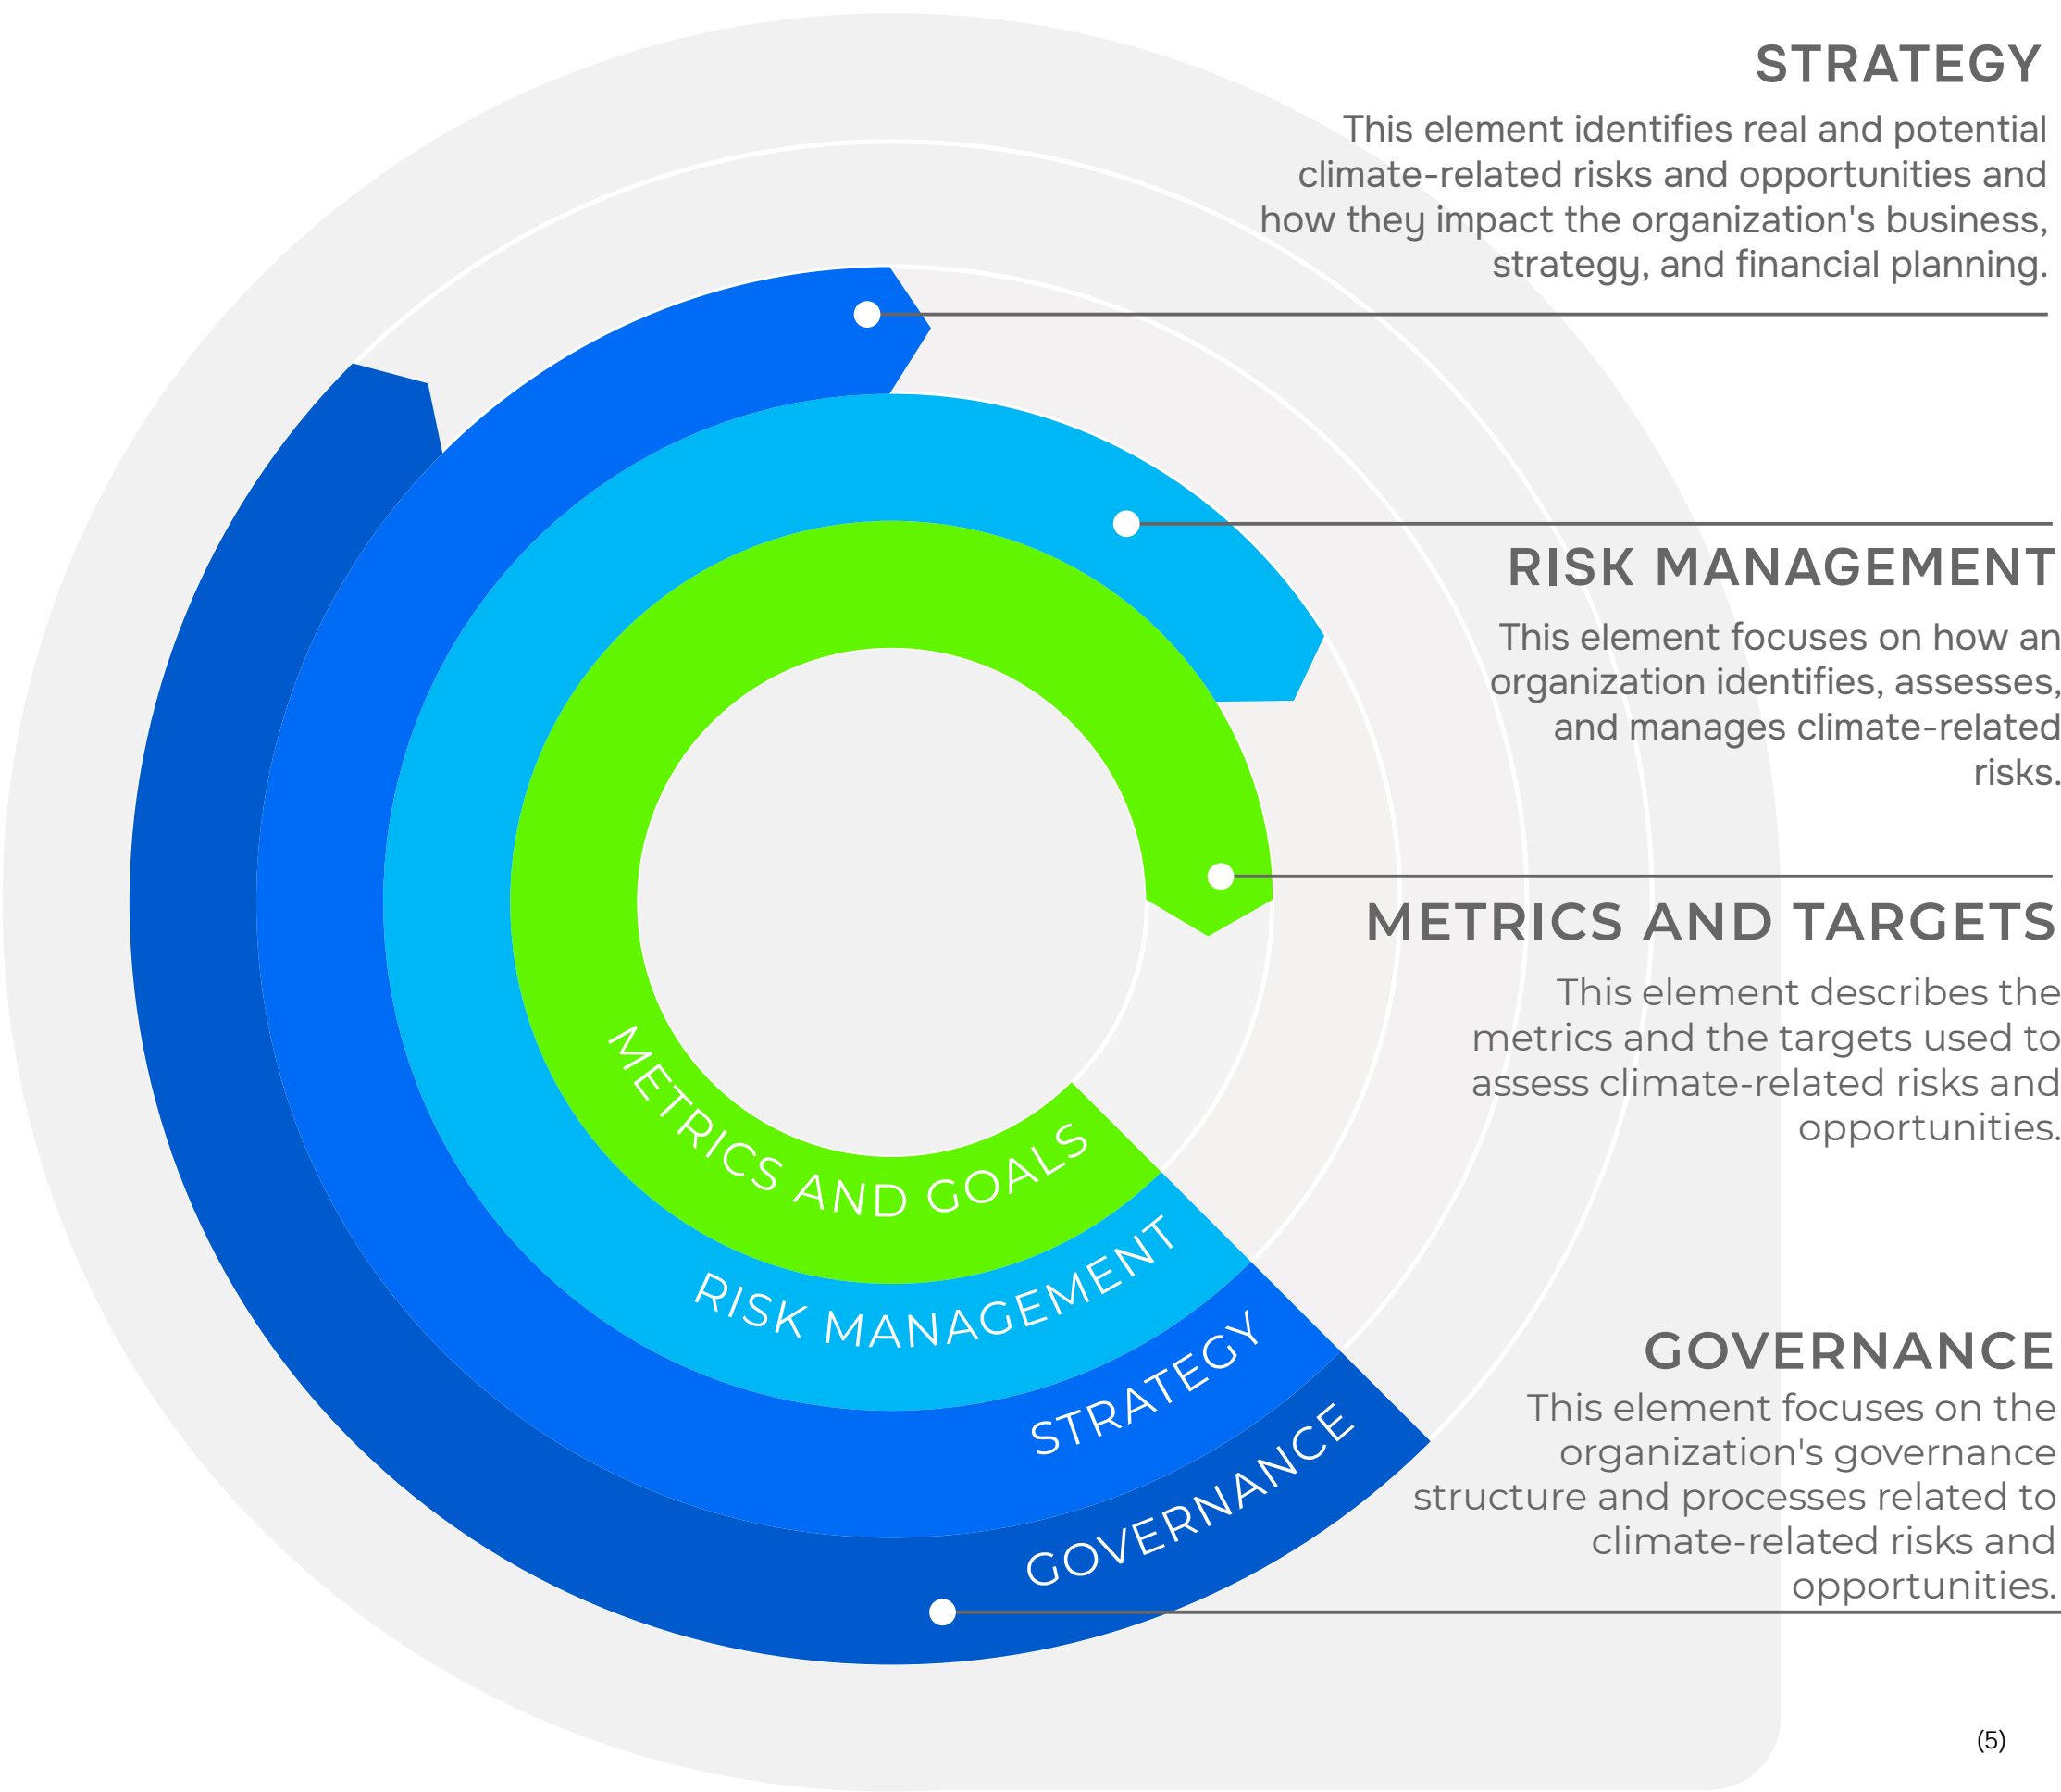 STRATEGY
This element identifies real and potential
climate-related risks and opportunities and
how they impact the organization's business,
strategy, and financial planning.
RISK MANAGEMENT
This element focuses on how an
organization identifies, assesses,
and manages climate-related
risks.
METRICS AND TARGETS
This element describes the
metrics and the targets used to
assess climate-related risks and
opportunities.
METRICS AND GOALS
RISK MANAGEMENT
STRATEGY
GOVERNANCE
GOVERNANCE
This element focuses on the
organization's governance
structure and processes related to
climate-related risks and
opportunities.
(5)